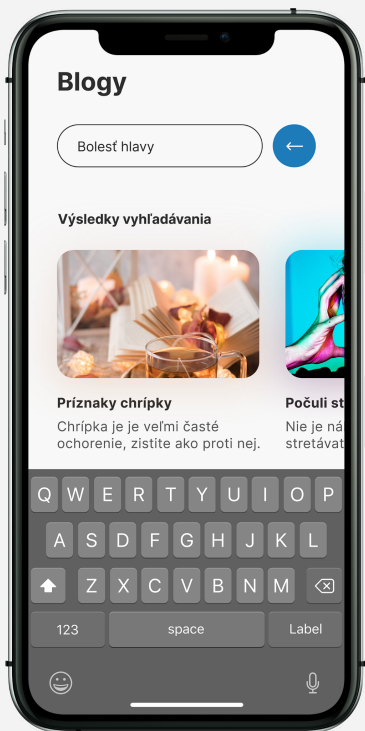 Blogy
Bolesť hlavy
Výsledky vyhľadávania
Príznaky chrípky
Chrípka je je veľmi časté
ochorenie, zistite ako proti nej.
Počuli st
Nie je ná
stretávat
Q W E R T Y U I O P
A S D F G H J K L
Z X C V B N M
123 space Label